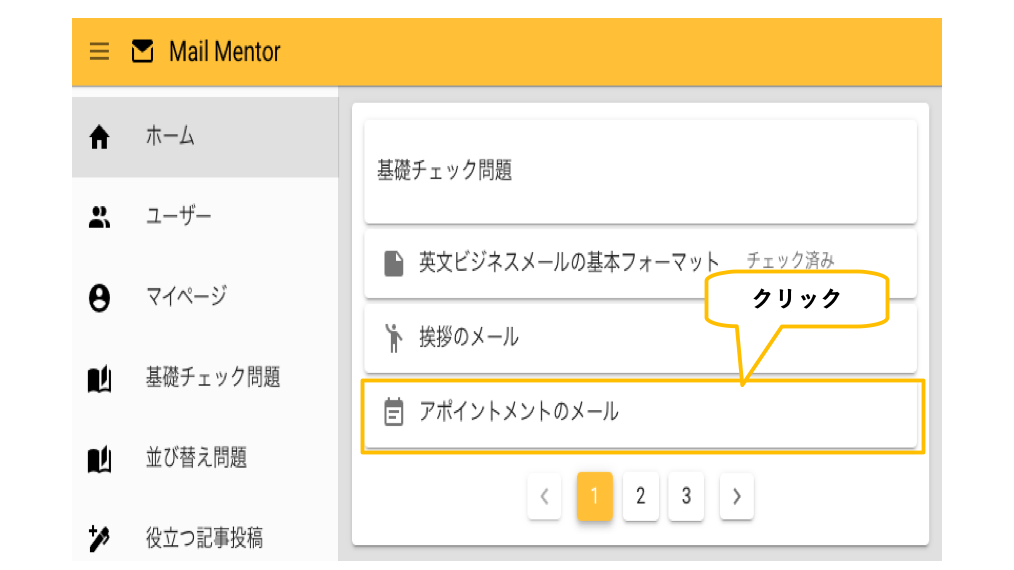 Mail Mentor
ホーム
ユーザー
マイページ
基礎チェック問題
並び替え問題
役立つ記事投稿
基礎チェック問題
英文ビジネスメールの基本フォーマット チェック済み
クリック
挨拶のメール
アポイントメントのメール
1 2 3